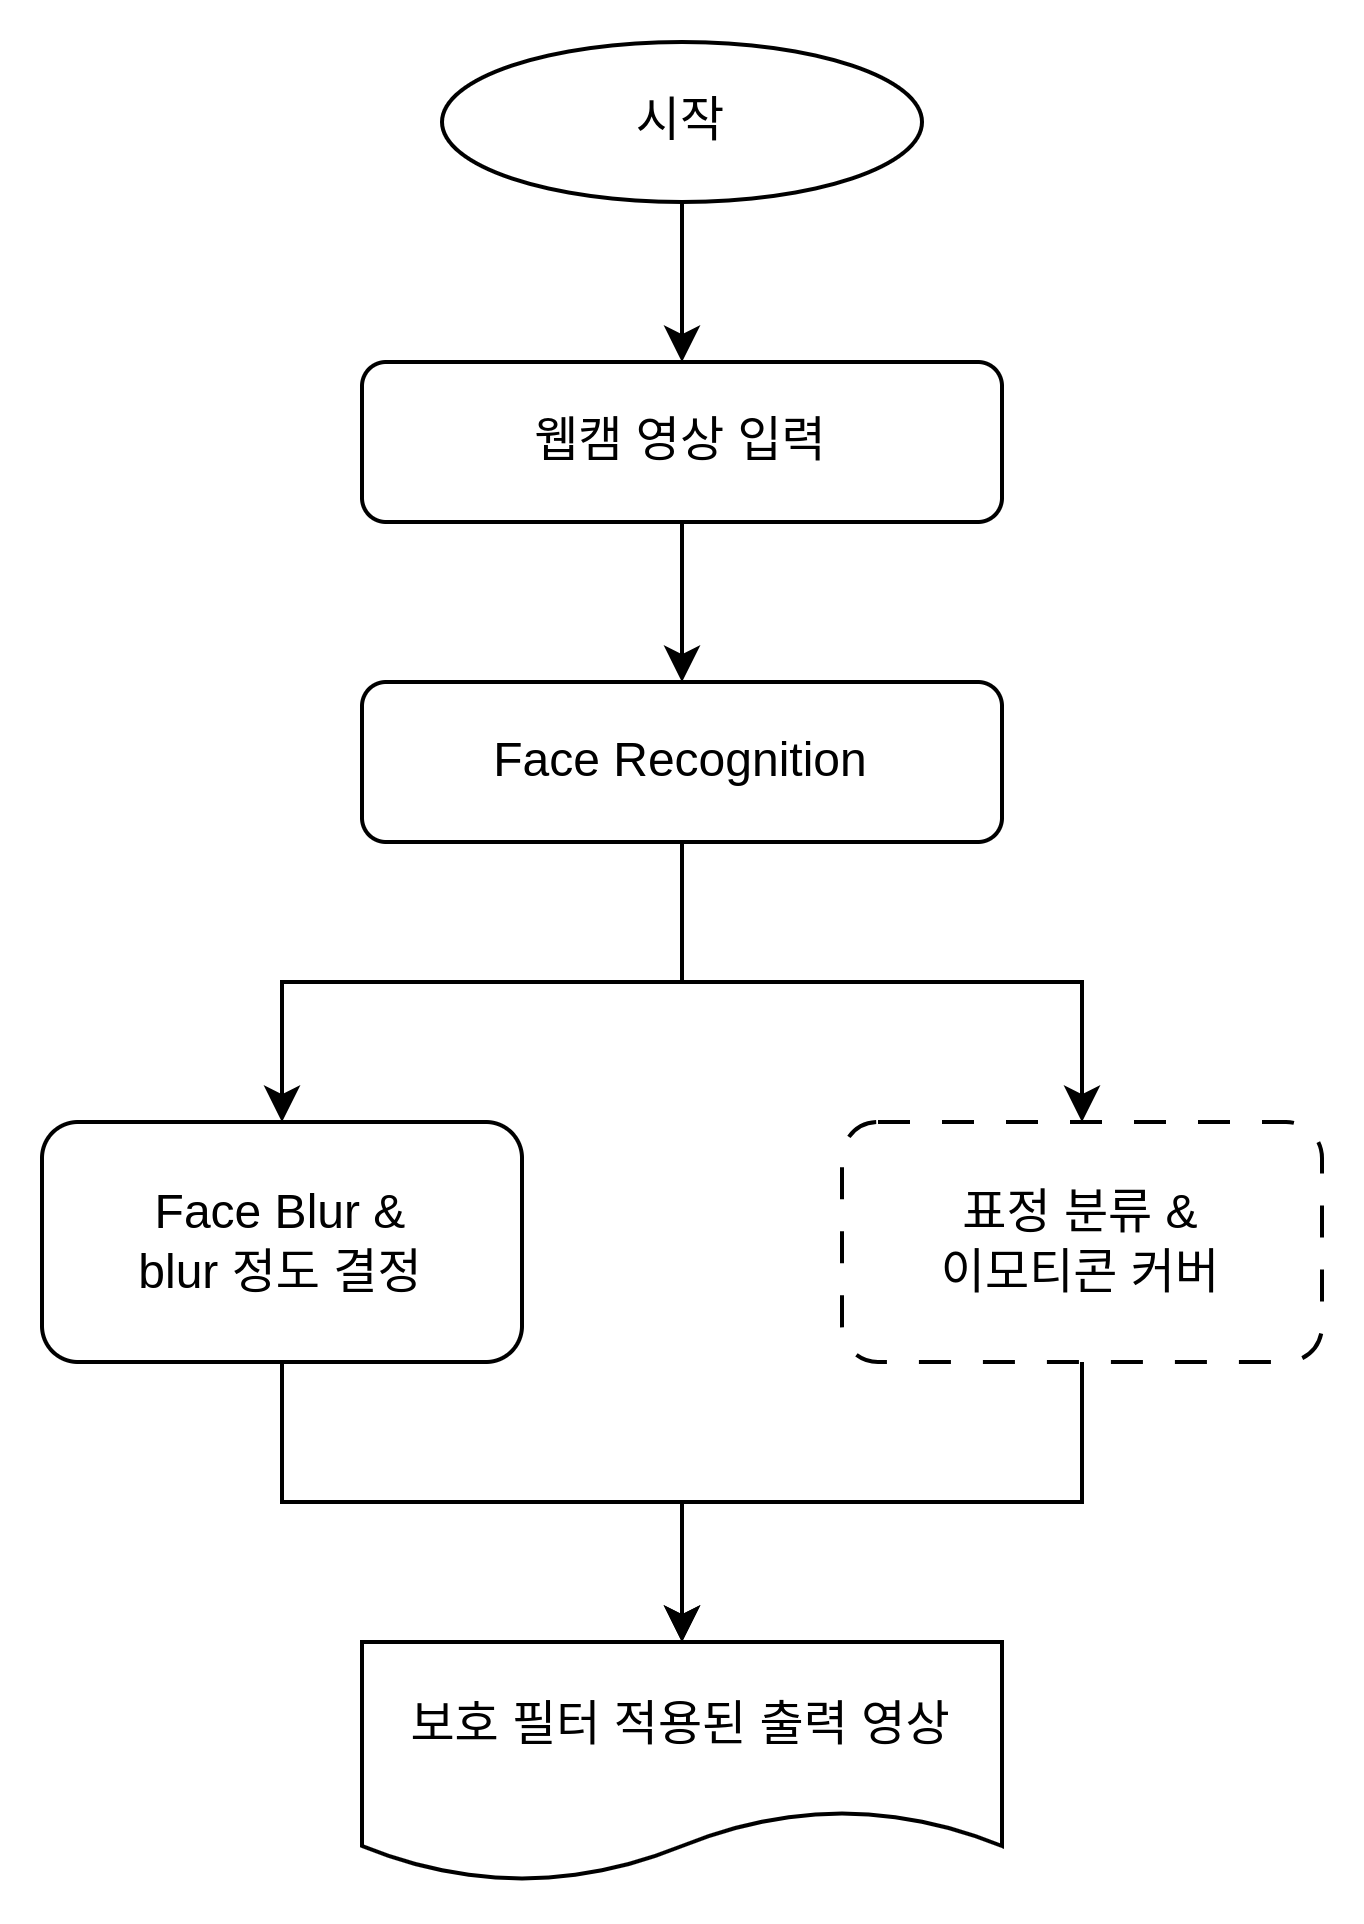 시작
웹캠 영상 입력
Face Recognition
Face Blur &
blur 정도 결정
표정 분류 &
이모티콘 커버
보호 필터 적용된 출력 영상